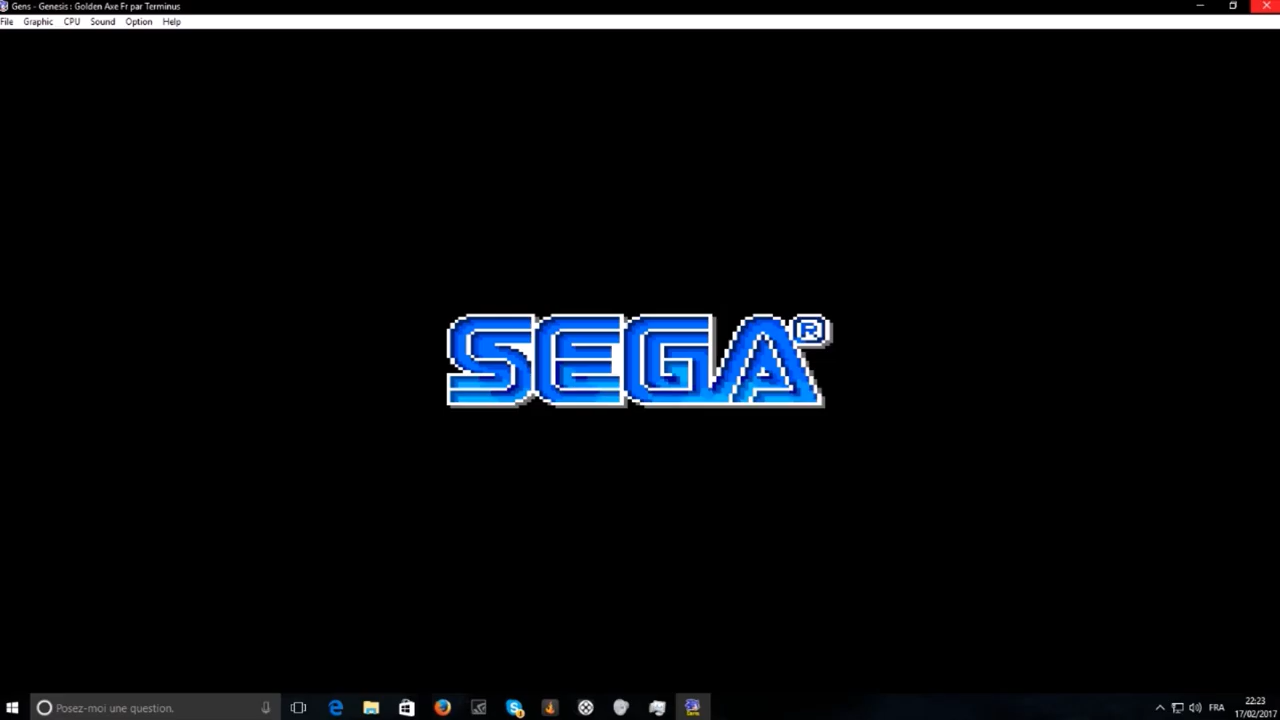 Gens - Genesis : Golden Axe Fr par Terminus
File Graphic CPU Sound Option Help
SEGA®
Posez-moi une question.
FRA
22:23
17/02/2017